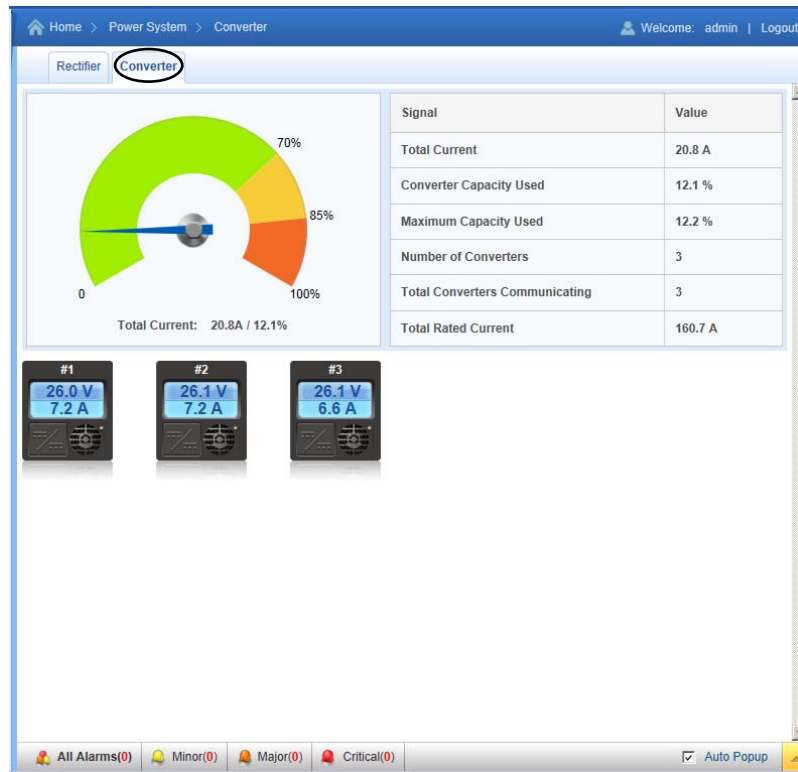 Home > Power System > Converter
Welcome: admin | Logout
Rectifier Converter
70%
85%
0
100%
Total Current: 20.8A / 12.1%
Signal Value
Total Current 20.8 A
Converter Capacity Used 12.1 %
Maximum Capacity Used 12.2 %
Number of Converters 3
Total Converters Communicating 3
Total Rated Current 160.7 A
#1 #2 #3
26.0 V 26.1 V 26.1 V
7.2 A 7.2 A 6.6 A
All Alarms(0) Minor(0) Major(0) Critical(0) Auto Popup